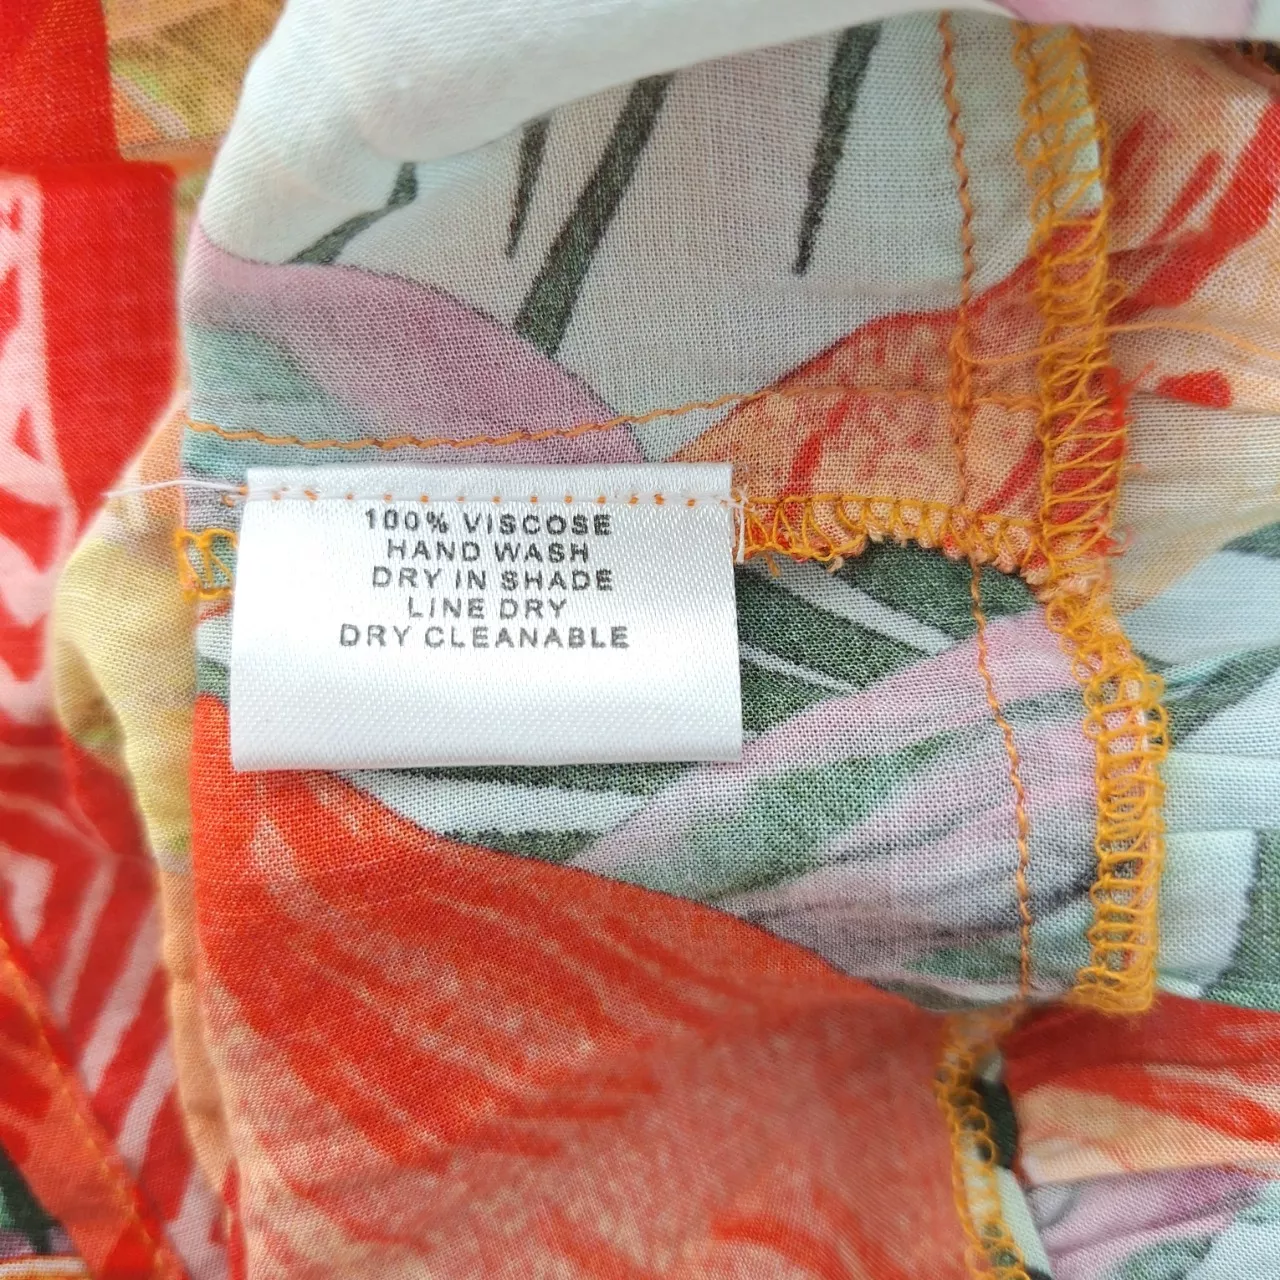 100% VISCOSE
HAND WASH
DRY IN SHADE
LINE DRY
DRY CLEANABLE